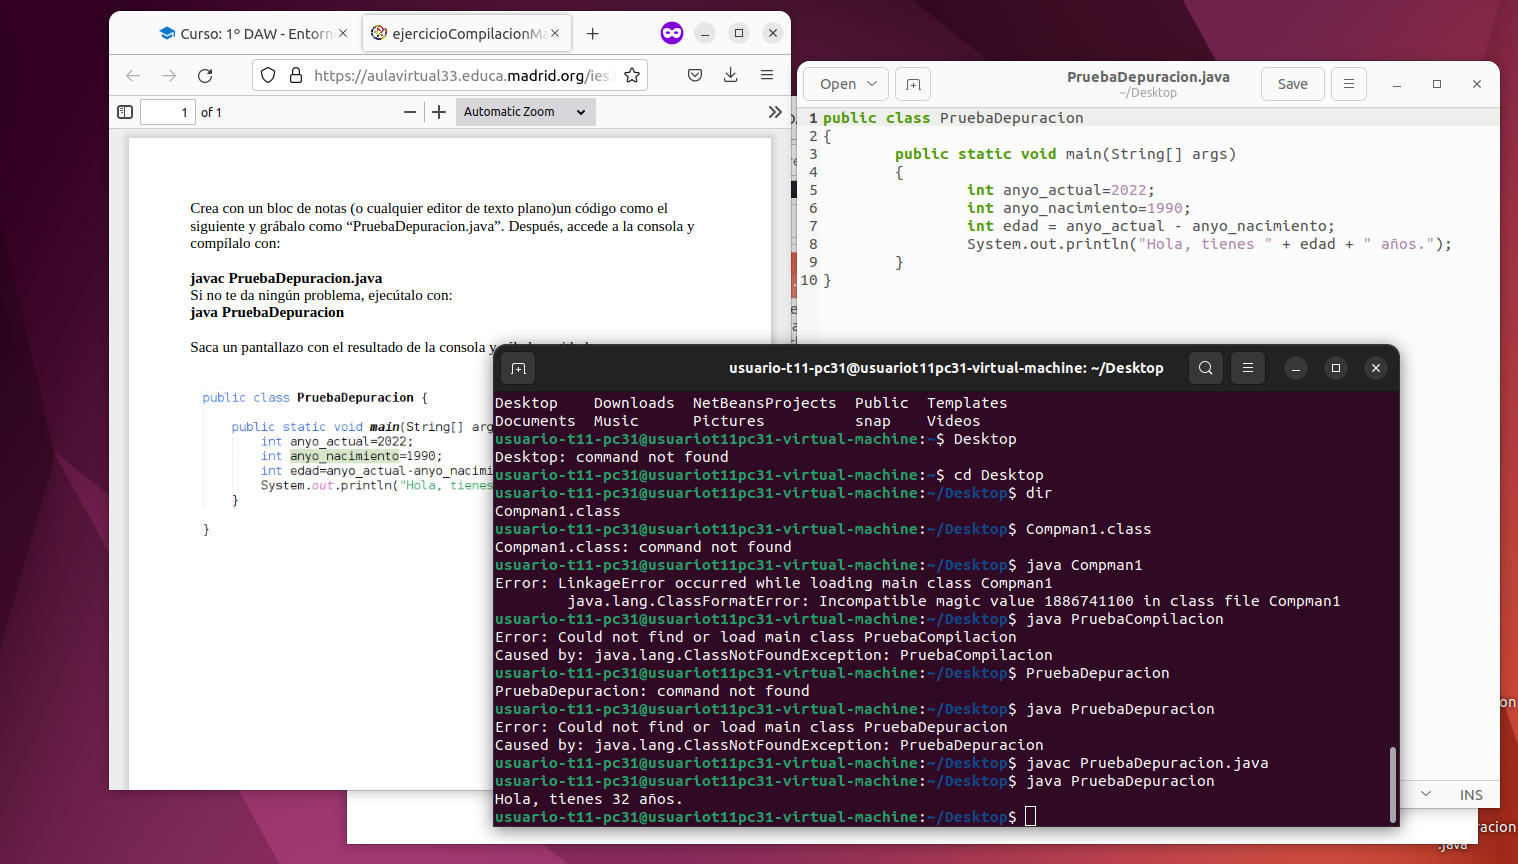 Curso: 1º DAW - Entorn
ejercicioCompilacionMa
https://aulavirtual33.educa.madrid.org/ies.
1 of 1
Automatic Zoom
Crea con un bloc de notas (o cualquier editor de texto plano)un código como el
siguiente y grábalo como “PruebaDepuracion.java”. Después, accede a la consola y
compílalo con:
javac PruebaDepuracion.java
Si no te da ningún problema, ejecútalo con:
java PruebaDepuracion
Saca un pantallazo con el resultado de la consola y
public class PruebaDepuracion {
public static void main(String[] arg
int anyo_actual=2022;
int anyo_nacimiento=1990;
int edad=anyo_actual-anyo_nacimi
System.out.println("Hola, tienes
}
}
Open
PruebaDepuracion.java
~/Desktop
Save
1 public class PruebaDepuracion
2 {
3 public static void main(String[] args)
4 {
5 int anyo_actual=2022;
6 int anyo_nacimiento=1990;
7 int edad = anyo_actual - anyo_nacimiento;
8 System.out.println("Hola, tienes " + edad + " años.");
9 }
10 }
INS
usuario-t11-pc31@usuariot11pc31-virtual-machine: ~/Desktop
Desktop Downloads NetBeansProjects Public Templates
Documents Music Pictures snap Videos
usuario-t11-pc31@usuariot11pc31-virtual-machine:~$ Desktop
Desktop: command not found
usuario-t11-pc31@usuariot11pc31-virtual-machine:~$ cd Desktop
usuario-t11-pc31@usuariot11pc31-virtual-machine:~/Desktop$ dir
Compman1.class
usuario-t11-pc31@usuariot11pc31-virtual-machine:~/Desktop$ Compman1.class
Compman1.class: command not found
usuario-t11-pc31@usuariot11pc31-virtual-machine:~/Desktop$ java Compman1
Error: LinkageError occurred while loading main class Compman1
java.lang.ClassFormatError: Incompatible magic value 1886741100 in class file Compman1
usuario-t11-pc31@usuariot11pc31-virtual-machine:~/Desktop$ java PruebaCompilacion
Error: Could not find or load main class PruebaCompilacion
Caused by: java.lang.ClassNotFoundException: PruebaCompilacion
usuario-t11-pc31@usuariot11pc31-virtual-machine:~/Desktop$ PruebaDepuracion
PruebaDepuracion: command not found
usuario-t11-pc31@usuariot11pc31-virtual-machine:~/Desktop$ java PruebaDepuracion
Error: Could not find or load main class PruebaDepuracion
Caused by: java.lang.ClassNotFoundException: PruebaDepuracion
usuario-t11-pc31@usuariot11pc31-virtual-machine:~/Desktop$ javac PruebaDepuracion.java
usuario-t11-pc31@usuariot11pc31-virtual-machine:~/Desktop$ java PruebaDepuracion
Hola, tienes 32 años.
usuario-t11-pc31@usuariot11pc31-virtual-machine:~/Desktop$
on
racion
.java